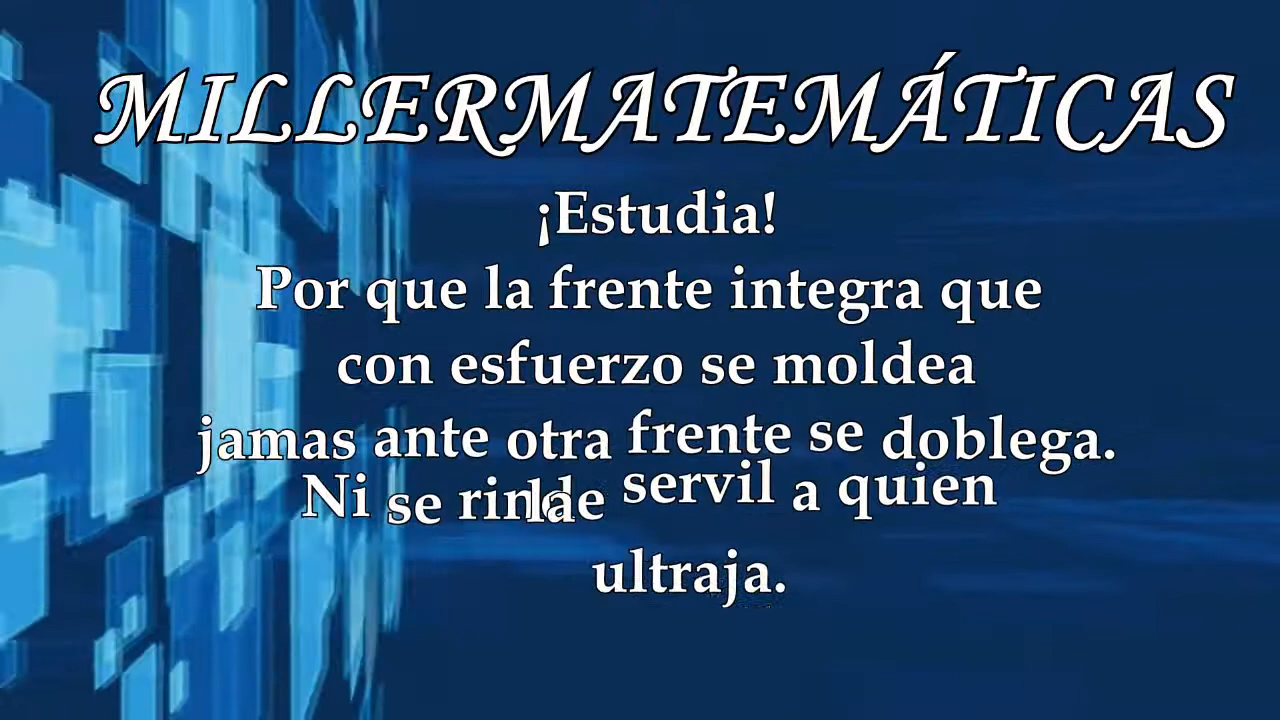 MILLERMATEMÁTICAS
¡Estudia!
Por que la frente integra que
con esfuerzo se moldea
jamas ante otra frente se doblega.
Ni se rinde servil a quien
la
ultraja.